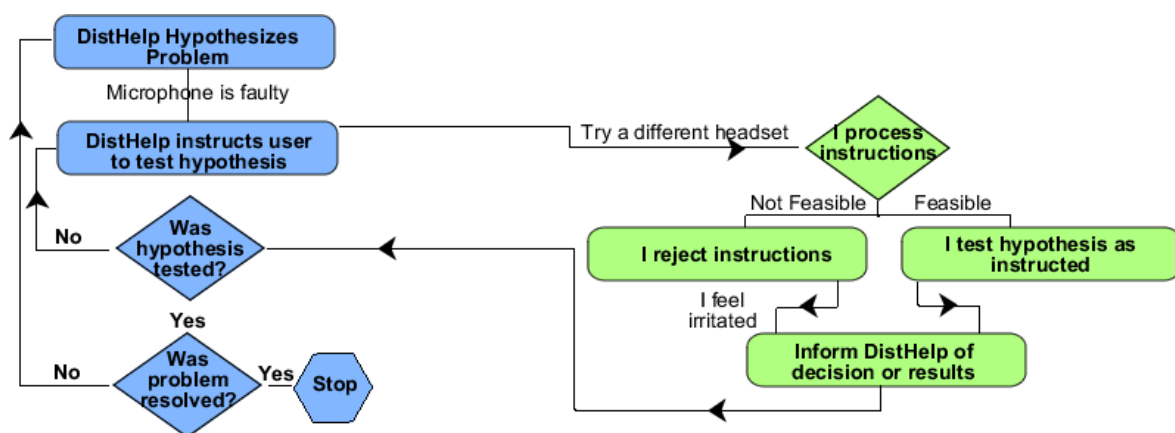 DistHelp Hypothesizes
Problem
Microphone is faulty
DistHelp instructs user
to test hypothesis
Try a different headset
I process
instructions
Not Feasible
Feasible
I reject instructions
I test hypothesis as
instructed
I feel
irritated
Inform DistHelp of
decision or results
Was
hypothesis
tested?
No
Yes
Was
problem
resolved?
No
Yes
Stop